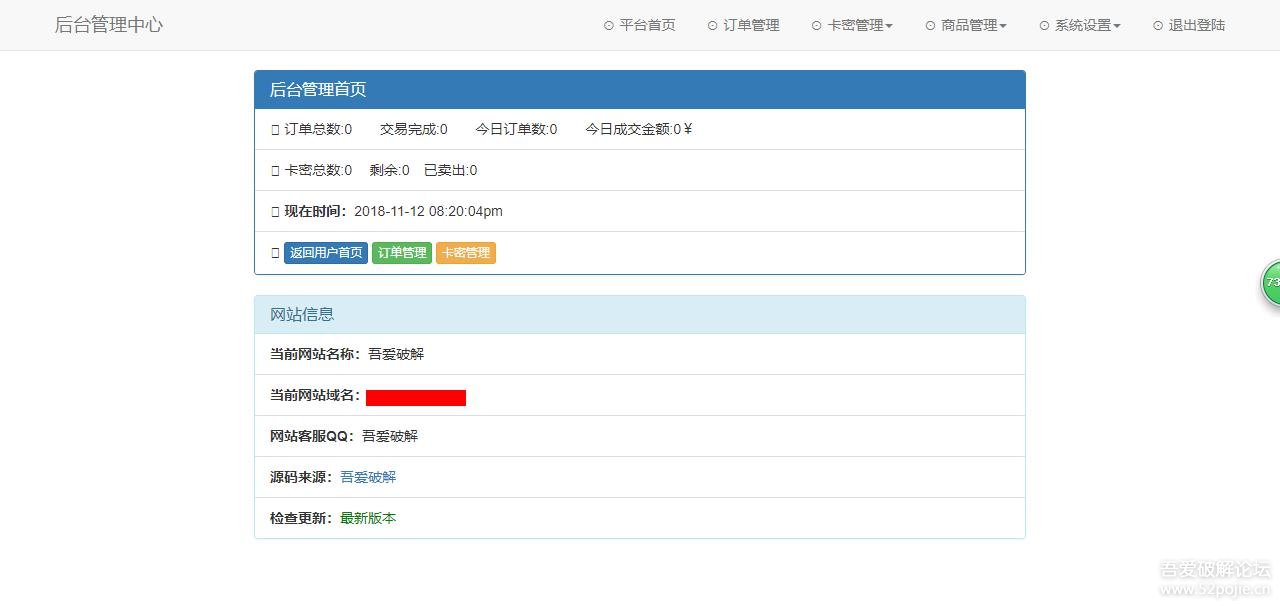 后台管理中心
平台首页 订单管理 卡密管理 商品管理 系统设置 退出登陆
后台管理首页
订单总数:0 交易完成:0 今日订单数:0 今日成交金额:0￥
卡密总数:0 剩余:0 已卖出:0
现在时间：2018-11-12 08:20:04pm
返回用户首页 订单管理 卡密管理
网站信息
当前网站名称：吾爱破解
当前网站域名：
网站客服QQ：吾爱破解
源码来源：吾爱破解
检查更新：最新版本
73
吾爱破解论坛
www.52pojie.cn